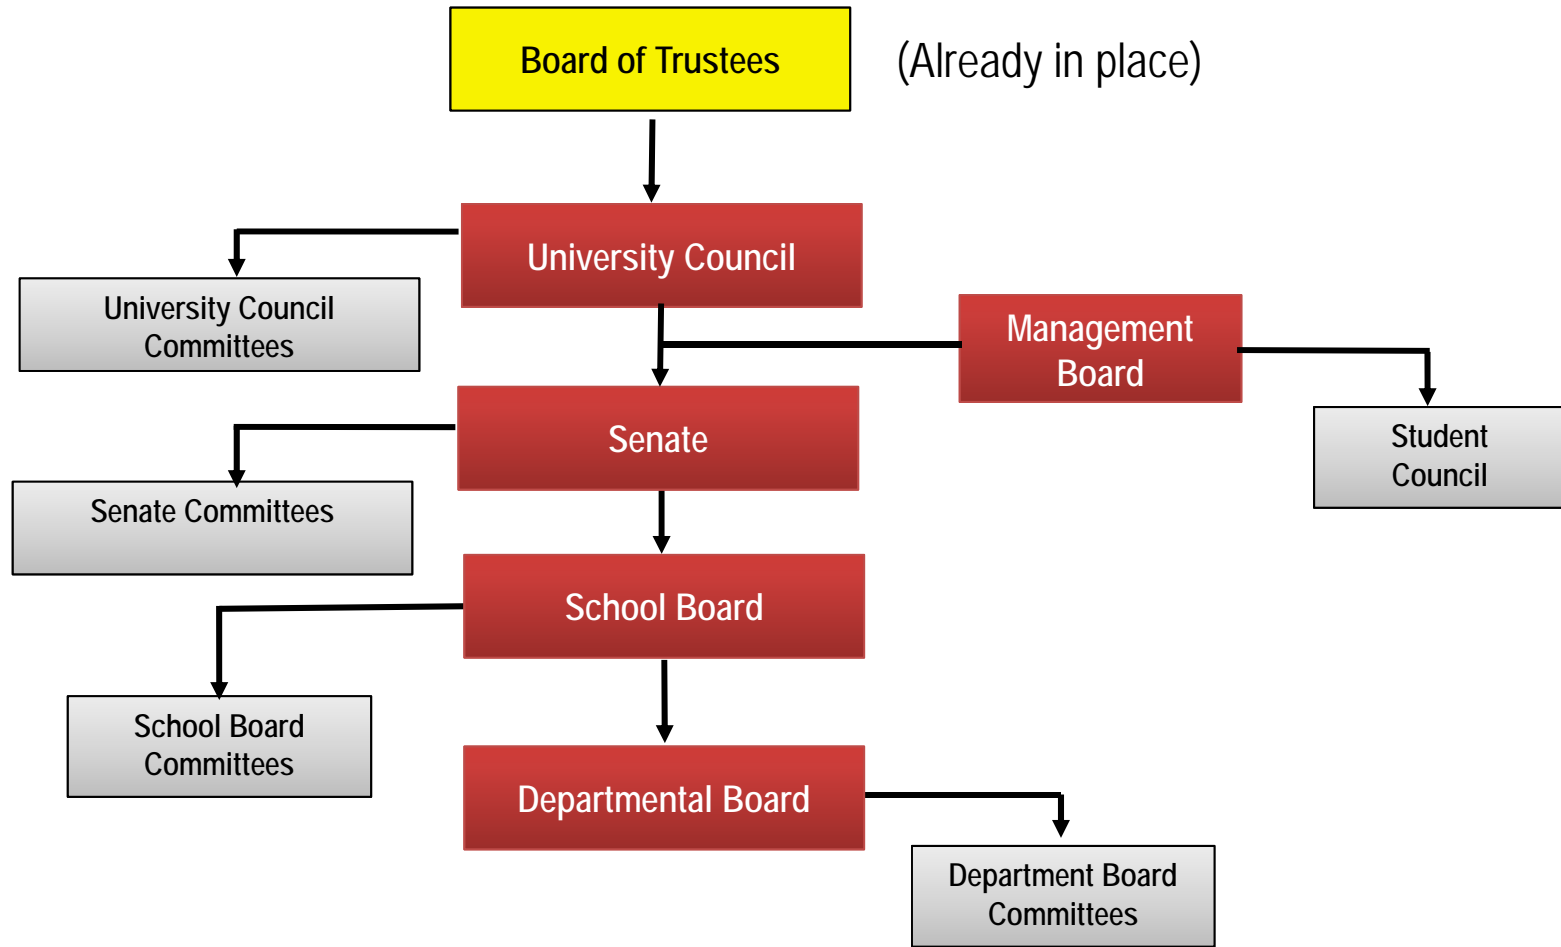 Board of Trustees
(Already in place)
University Council
University Council
Committees
Management
Board
Senate
Student
Council
Senate Committees
School Board
School Board
Committees
Departmental Board
Department Board
Committees